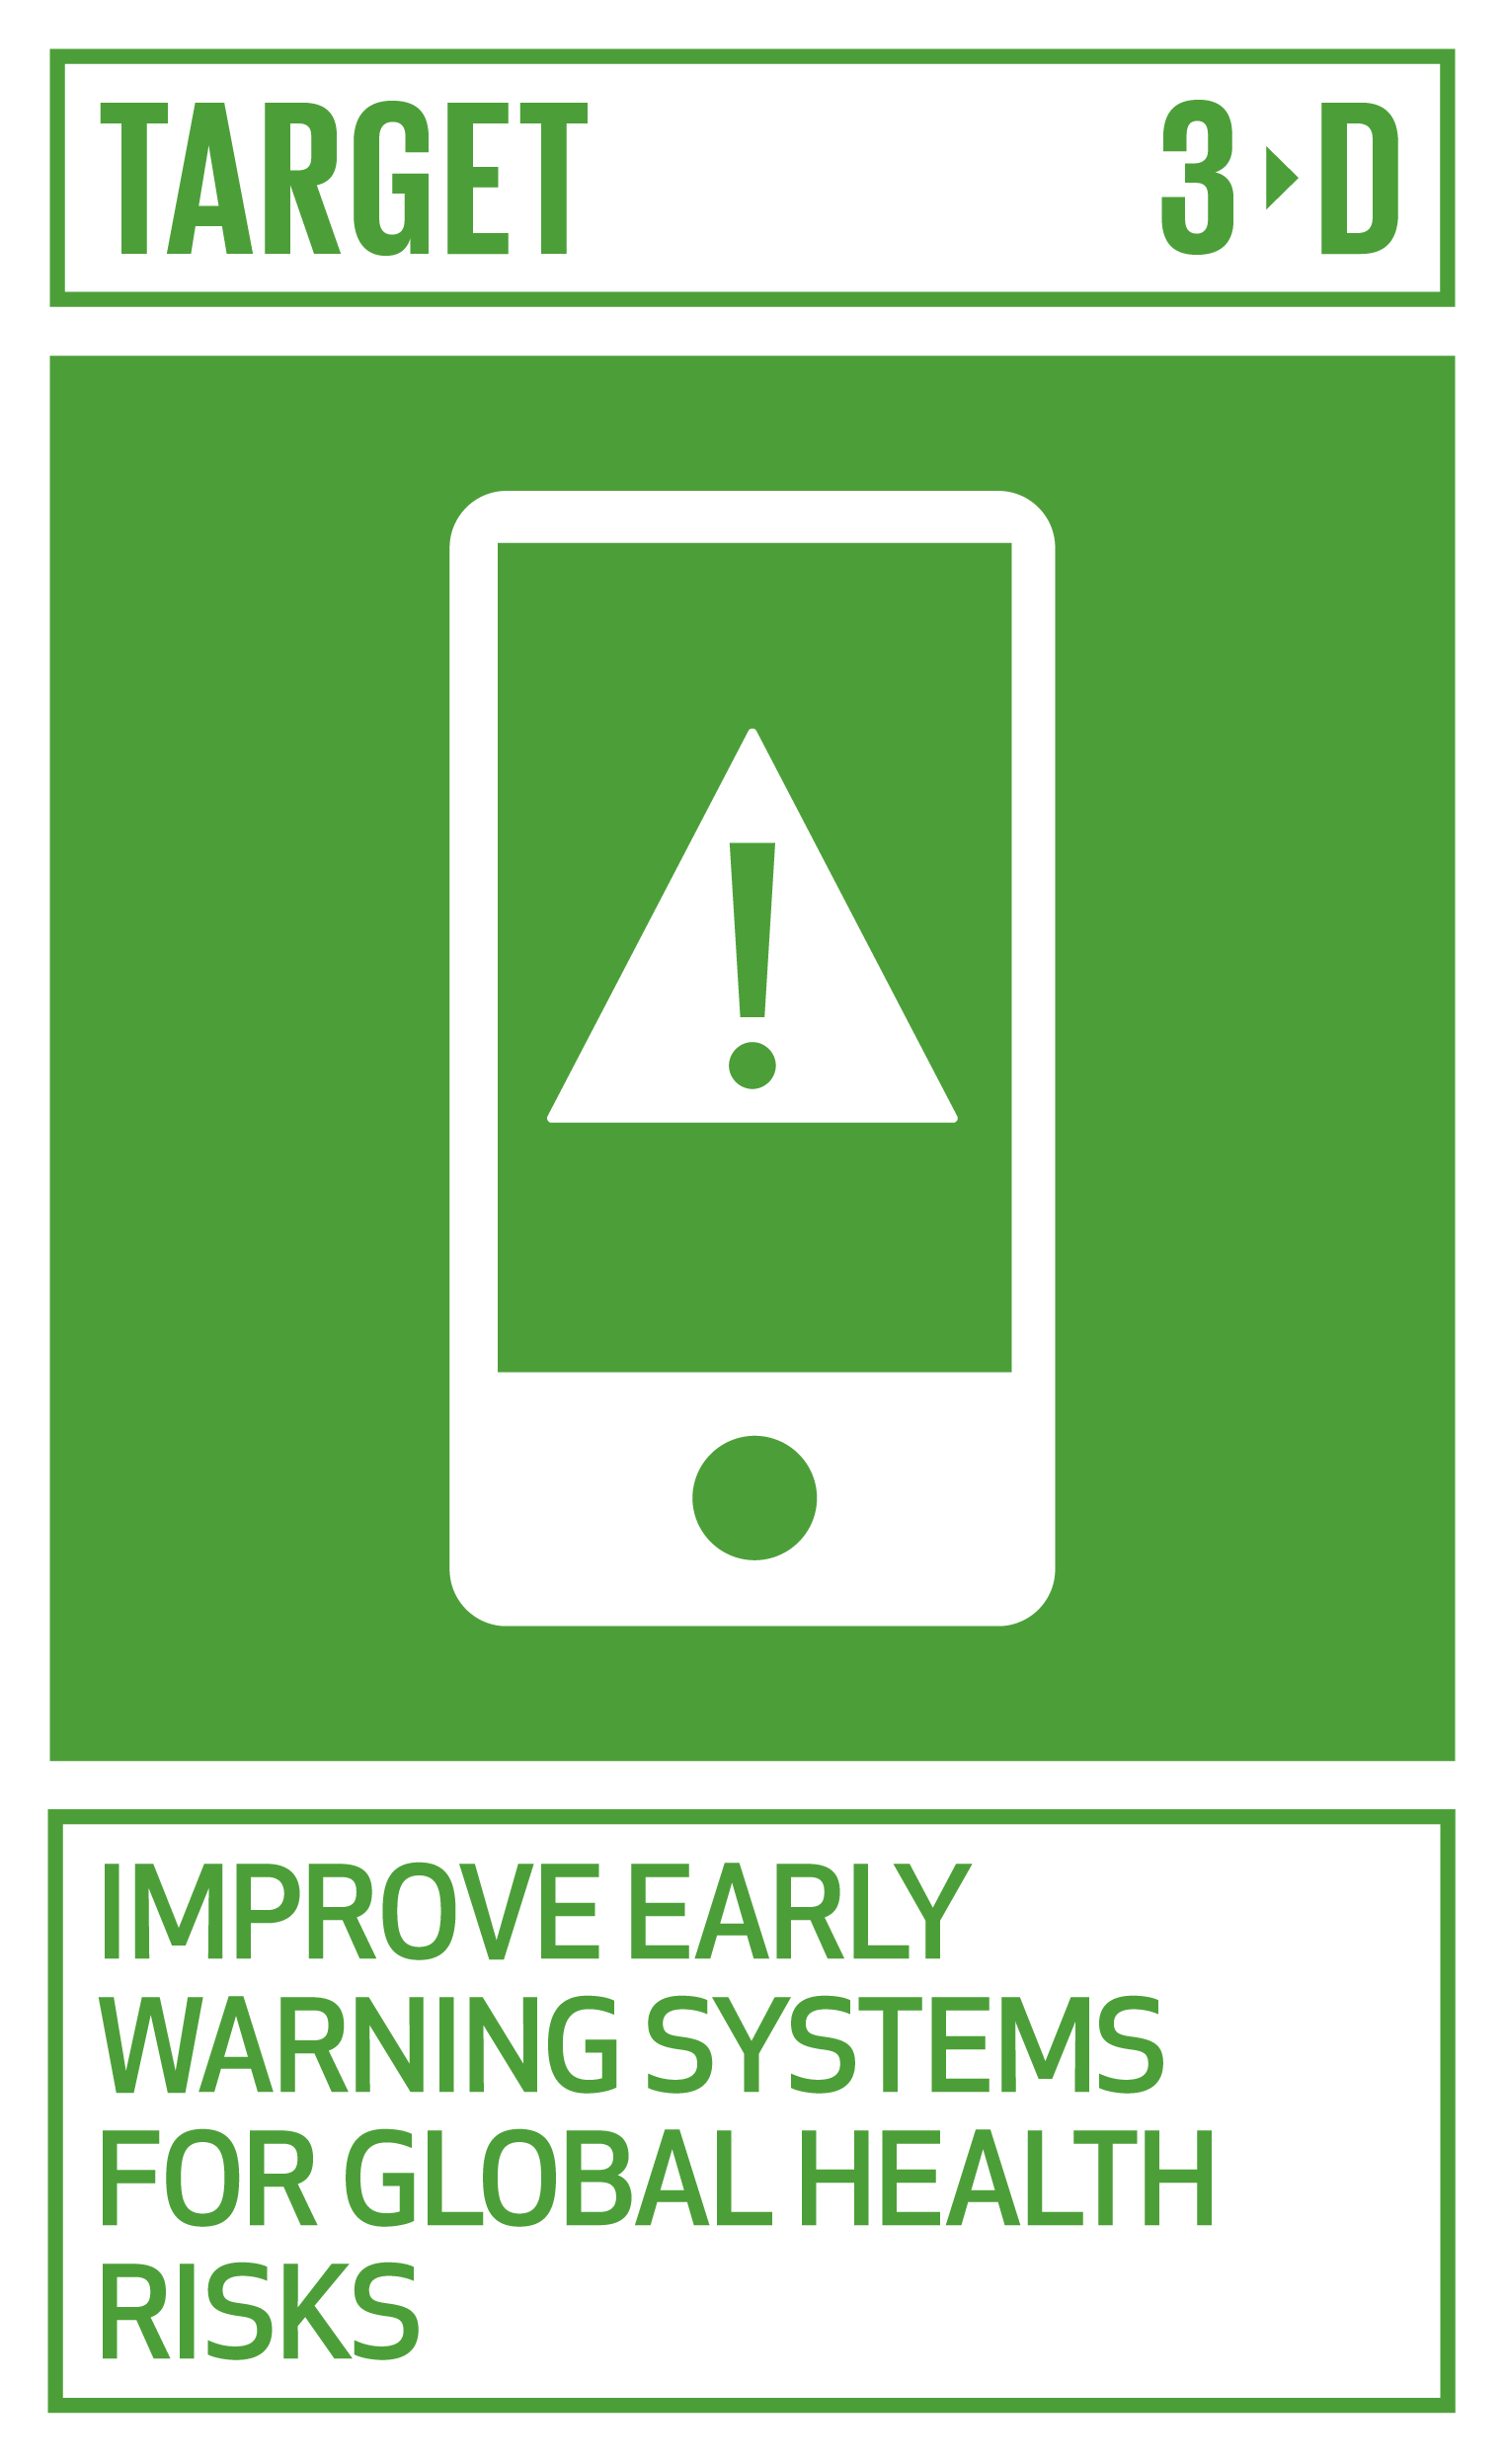 TARGET 3▸D
IMPROVE EARLY
WARNING SYSTEMS
FOR GLOBAL HEALTH
RISKS